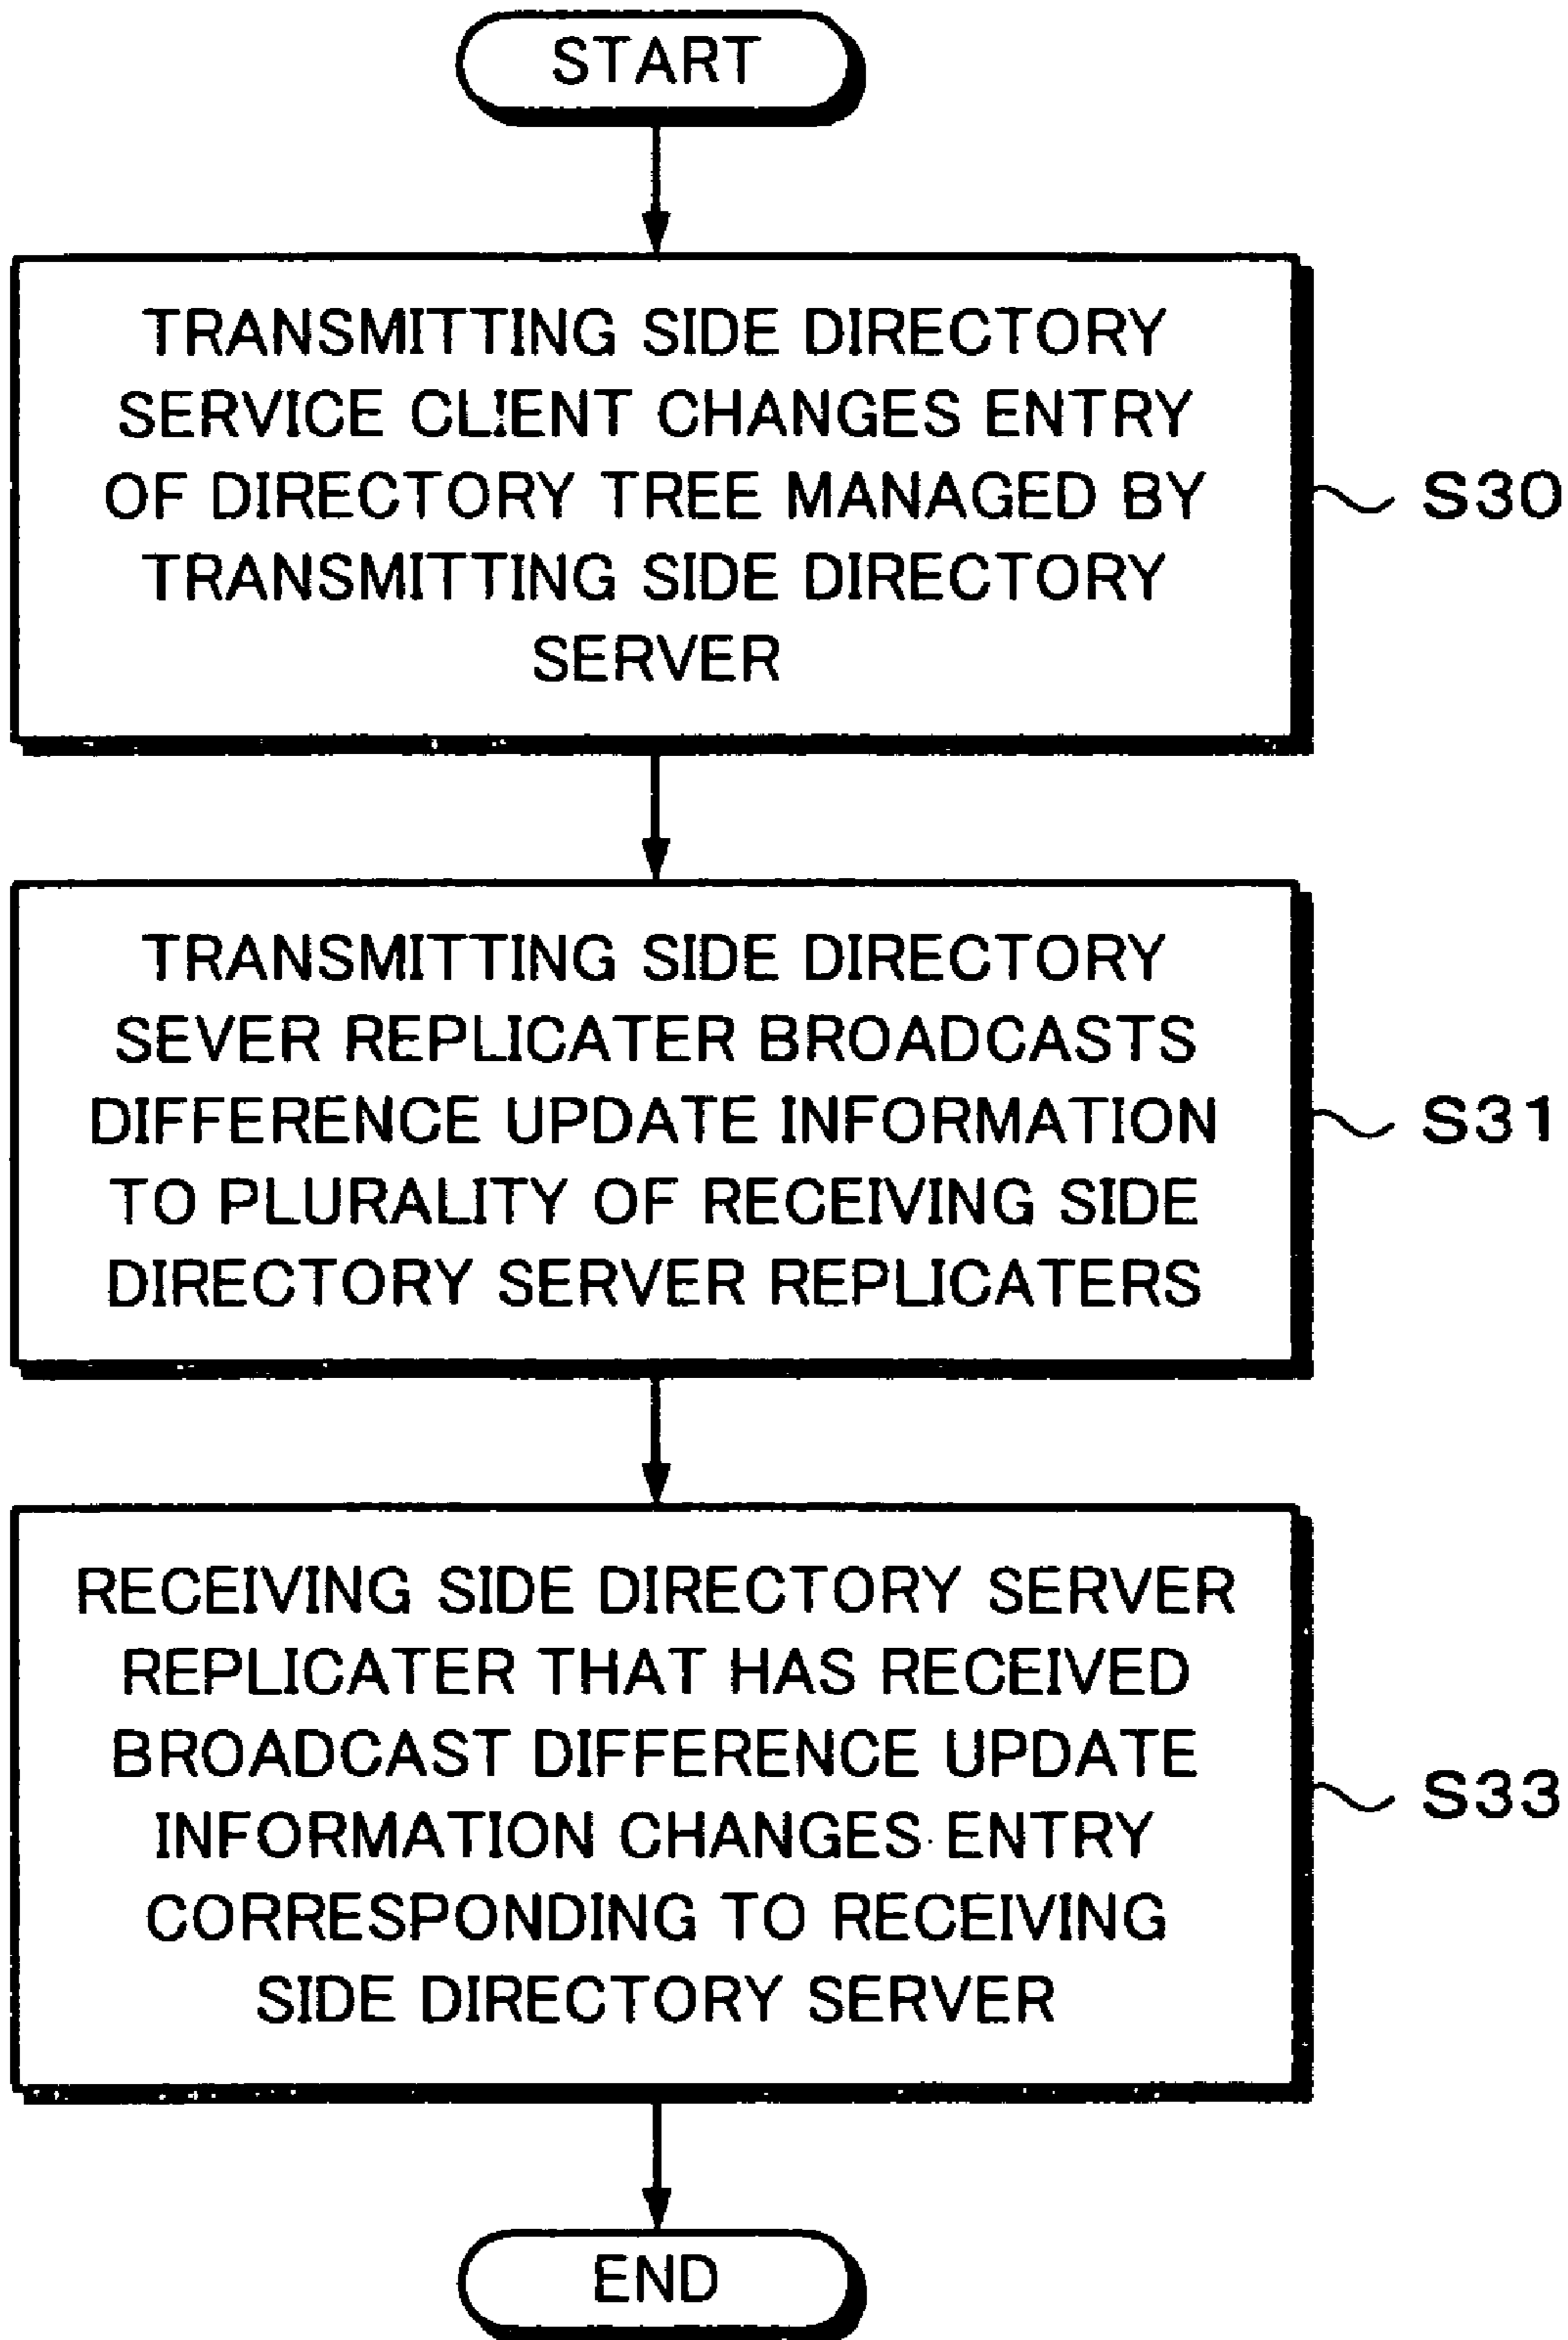 START
TRANSMITTING SIDE DIRECTORY
SERVICE CLIENT CHANGES ENTRY
OF DIRECTORY TREE MANAGED BY
TRANSMITTING SIDE DIRECTORY
SERVER
S30
TRANSMITTING SIDE DIRECTORY
SEVER REPLICATER BROADCASTS
DIFFERENCE UPDATE INFORMATION
TO PLURALITY OF RECEIVING SIDE
DIRECTORY SERVER REPLICATERS
S31
RECEIVING SIDE DIRECTORY SERVER
REPLICATER THAT HAS RECEIVED
BROADCAST DIFFERENCE UPDATE
INFORMATION CHANGES ENTRY
CORRESPONDING TO RECEIVING
SIDE DIRECTORY SERVER
S33
END